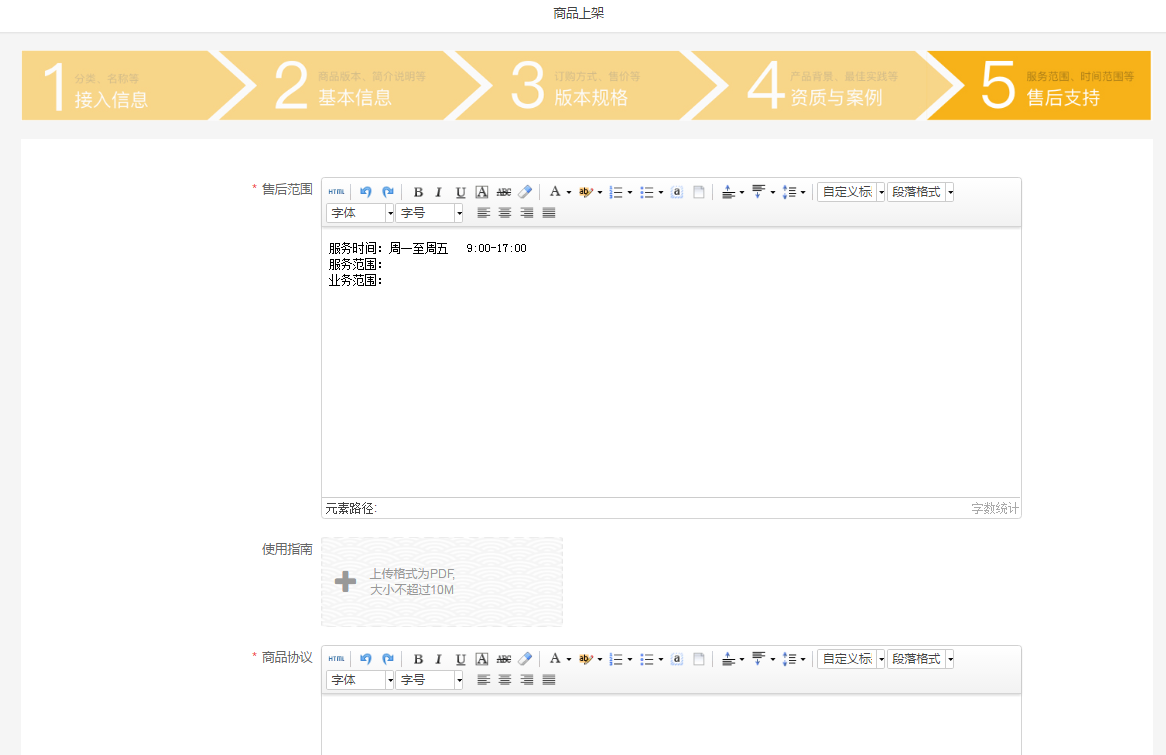 商品上架
1 分类、名称等
接入信息
2 商品版本、简介说明等
基本信息
3 订购方式、售价等
版本规格
4 产品背景、最佳实践等
资质与案例
5 服务范围、时间范围等
售后支持
* 售后范围
HTML B I U A ABC A ab a 自定义标 段落格式
字体 字号
服务时间：周一至周五 9:00-17:00
服务范围：
业务范围：
元素路径: 字数统计
使用指南
上传格式为PDF,
大小不超过10M
* 商品协议
HTML B I U A ABC A ab a 自定义标 段落格式
字体 字号